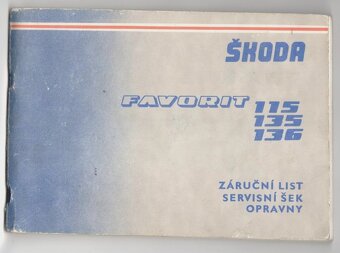 ŠKODA
FAVORIT 115
135
136
ZÁRUČNÍ LIST
SERVISNÍ ŠEK
OPRAVNY